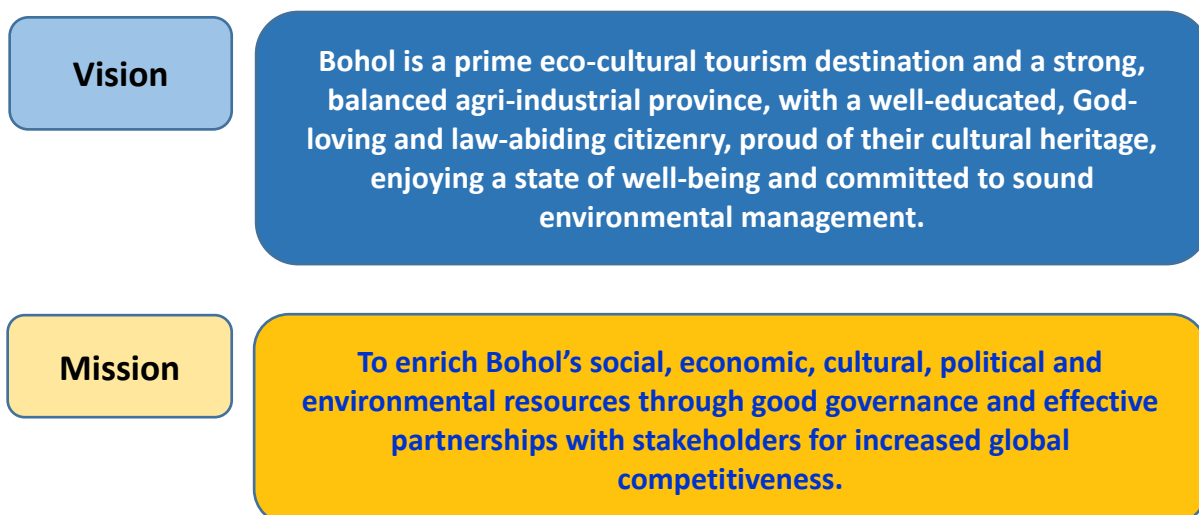 Vision
Bohol is a prime eco-cultural tourism destination and a strong,
balanced agri-industrial province, with a well-educated, God-
loving and law-abiding citizenry, proud of their cultural heritage,
enjoying a state of well-being and committed to sound
environmental management.
Mission
To enrich Bohol’s social, economic, cultural, political and
environmental resources through good governance and effective
partnerships with stakeholders for increased global
competitiveness.